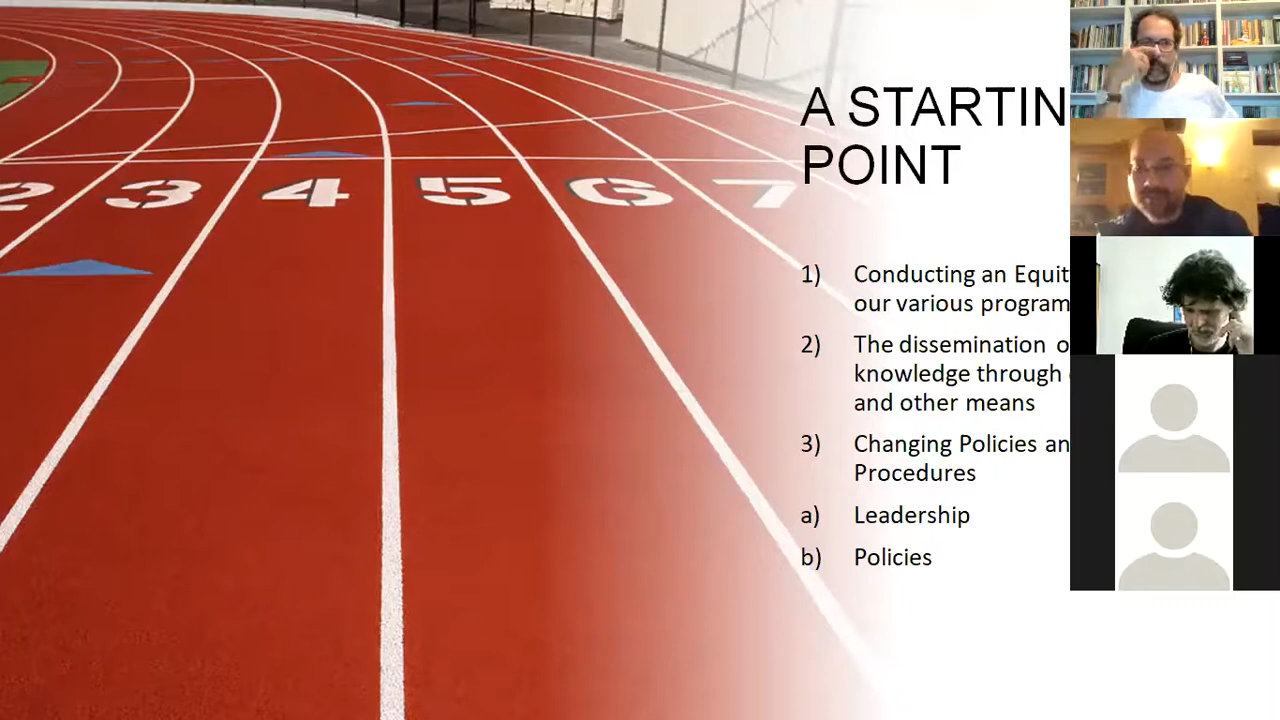 2 3 4 5 6 7
A STARTIN
POINT
1) Conducting an Equit
our various program
2) The dissemination o
knowledge through
and other means
3) Changing Policies an
Procedures
a) Leadership
b) Policies